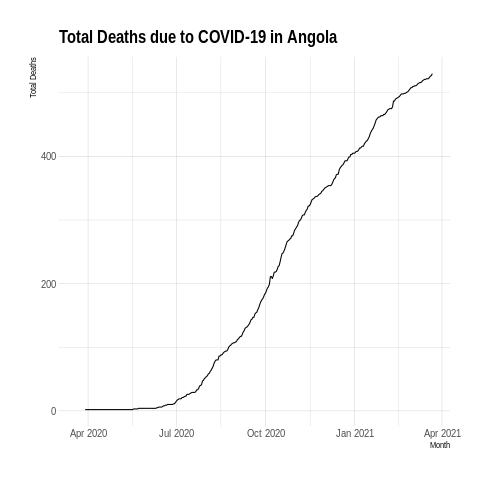 Total Deaths due to COVID-19 in Angola
Total Deaths
400
200
0
Apr 2020
Jul 2020
Oct 2020
Jan 2021
Apr 2021
Month